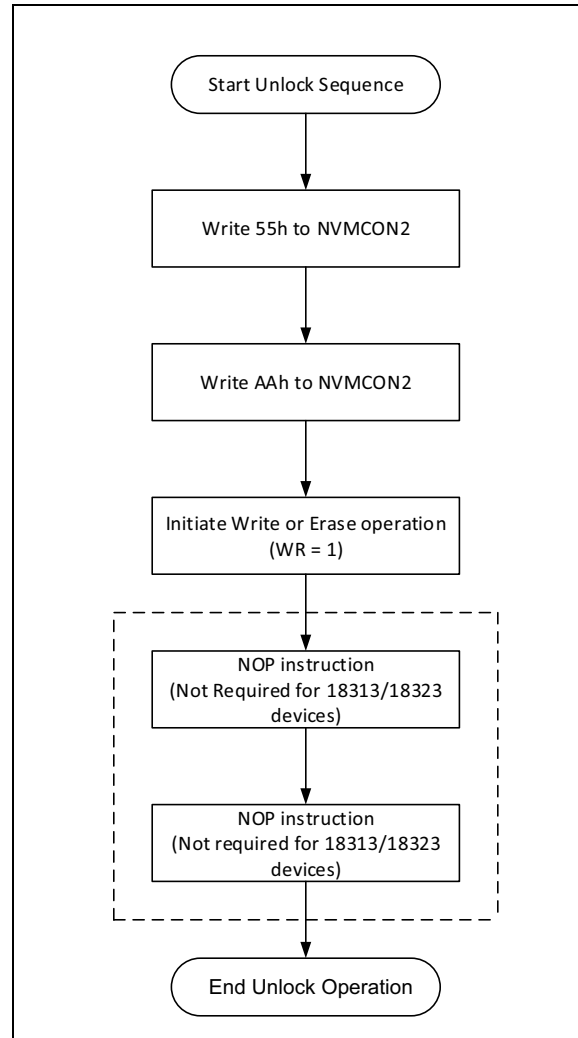 Start Unlock Sequence
Write 55h to NVMCON2
Write AAh to NVMCON2
Initiate Write or Erase operation
(WR = 1)
NOP instruction
(Not Required for 18313/18323
devices)
NOP instruction
(Not required for 18313/18323
devices)
End Unlock Operation